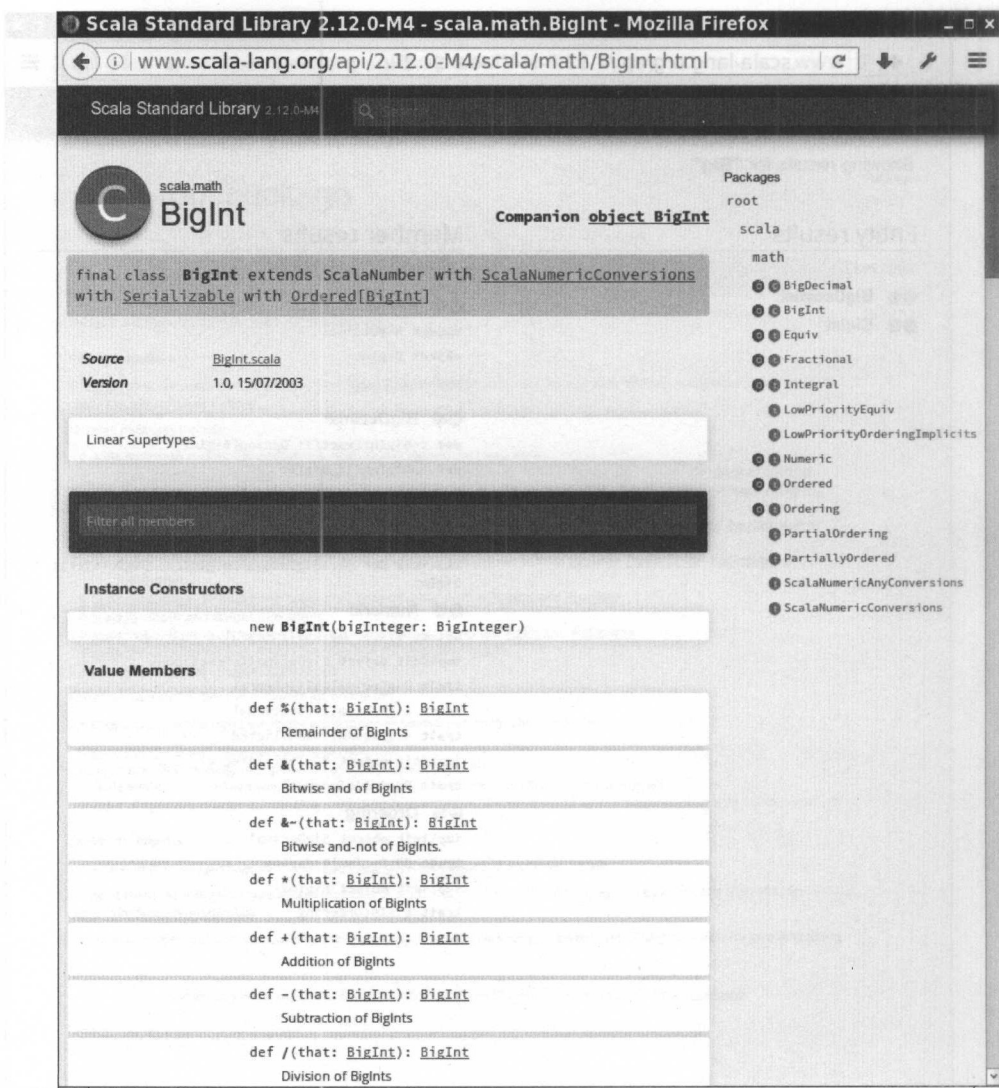 Scala Standard Library 2.12.0-M4 - scala.math.BigInt - Mozilla Firefox
www.scala-lang.org/api/2.12.0-M4/scala/math/BigInt.html
Scala Standard Library 2.12.0-M4
Search
C
scala.math
BigInt
Companion object BigInt
final class BigInt extends ScalaNumber with ScalaNumericConversions
with Serializable with Ordered[BigInt]
Source BigInt.scala
Version 1.0, 15/07/2003
Linear Supertypes
Filter all members
Instance Constructors
new BigInt(bigInteger: BigInteger)
Value Members
def %(that: BigInt): BigInt
Remainder of BigInts
def &(that: BigInt): BigInt
Bitwise and of BigInts
def &~(that: BigInt): BigInt
Bitwise and-not of BigInts.
def *(that: BigInt): BigInt
Multiplication of BigInts
def +(that: BigInt): BigInt
Addition of BigInts
def -(that: BigInt): BigInt
Subtraction of BigInts
def /(that: BigInt): BigInt
Division of BigInts
Packages
root
scala
math
BigDecimal
BigInt
Equiv
Fractional
Integral
LowPriorityEquiv
LowPriorityOrderingImplicits
Numeric
Ordered
Ordering
PartialOrdering
PartiallyOrdered
ScalaNumericAnyConversions
ScalaNumericConversions